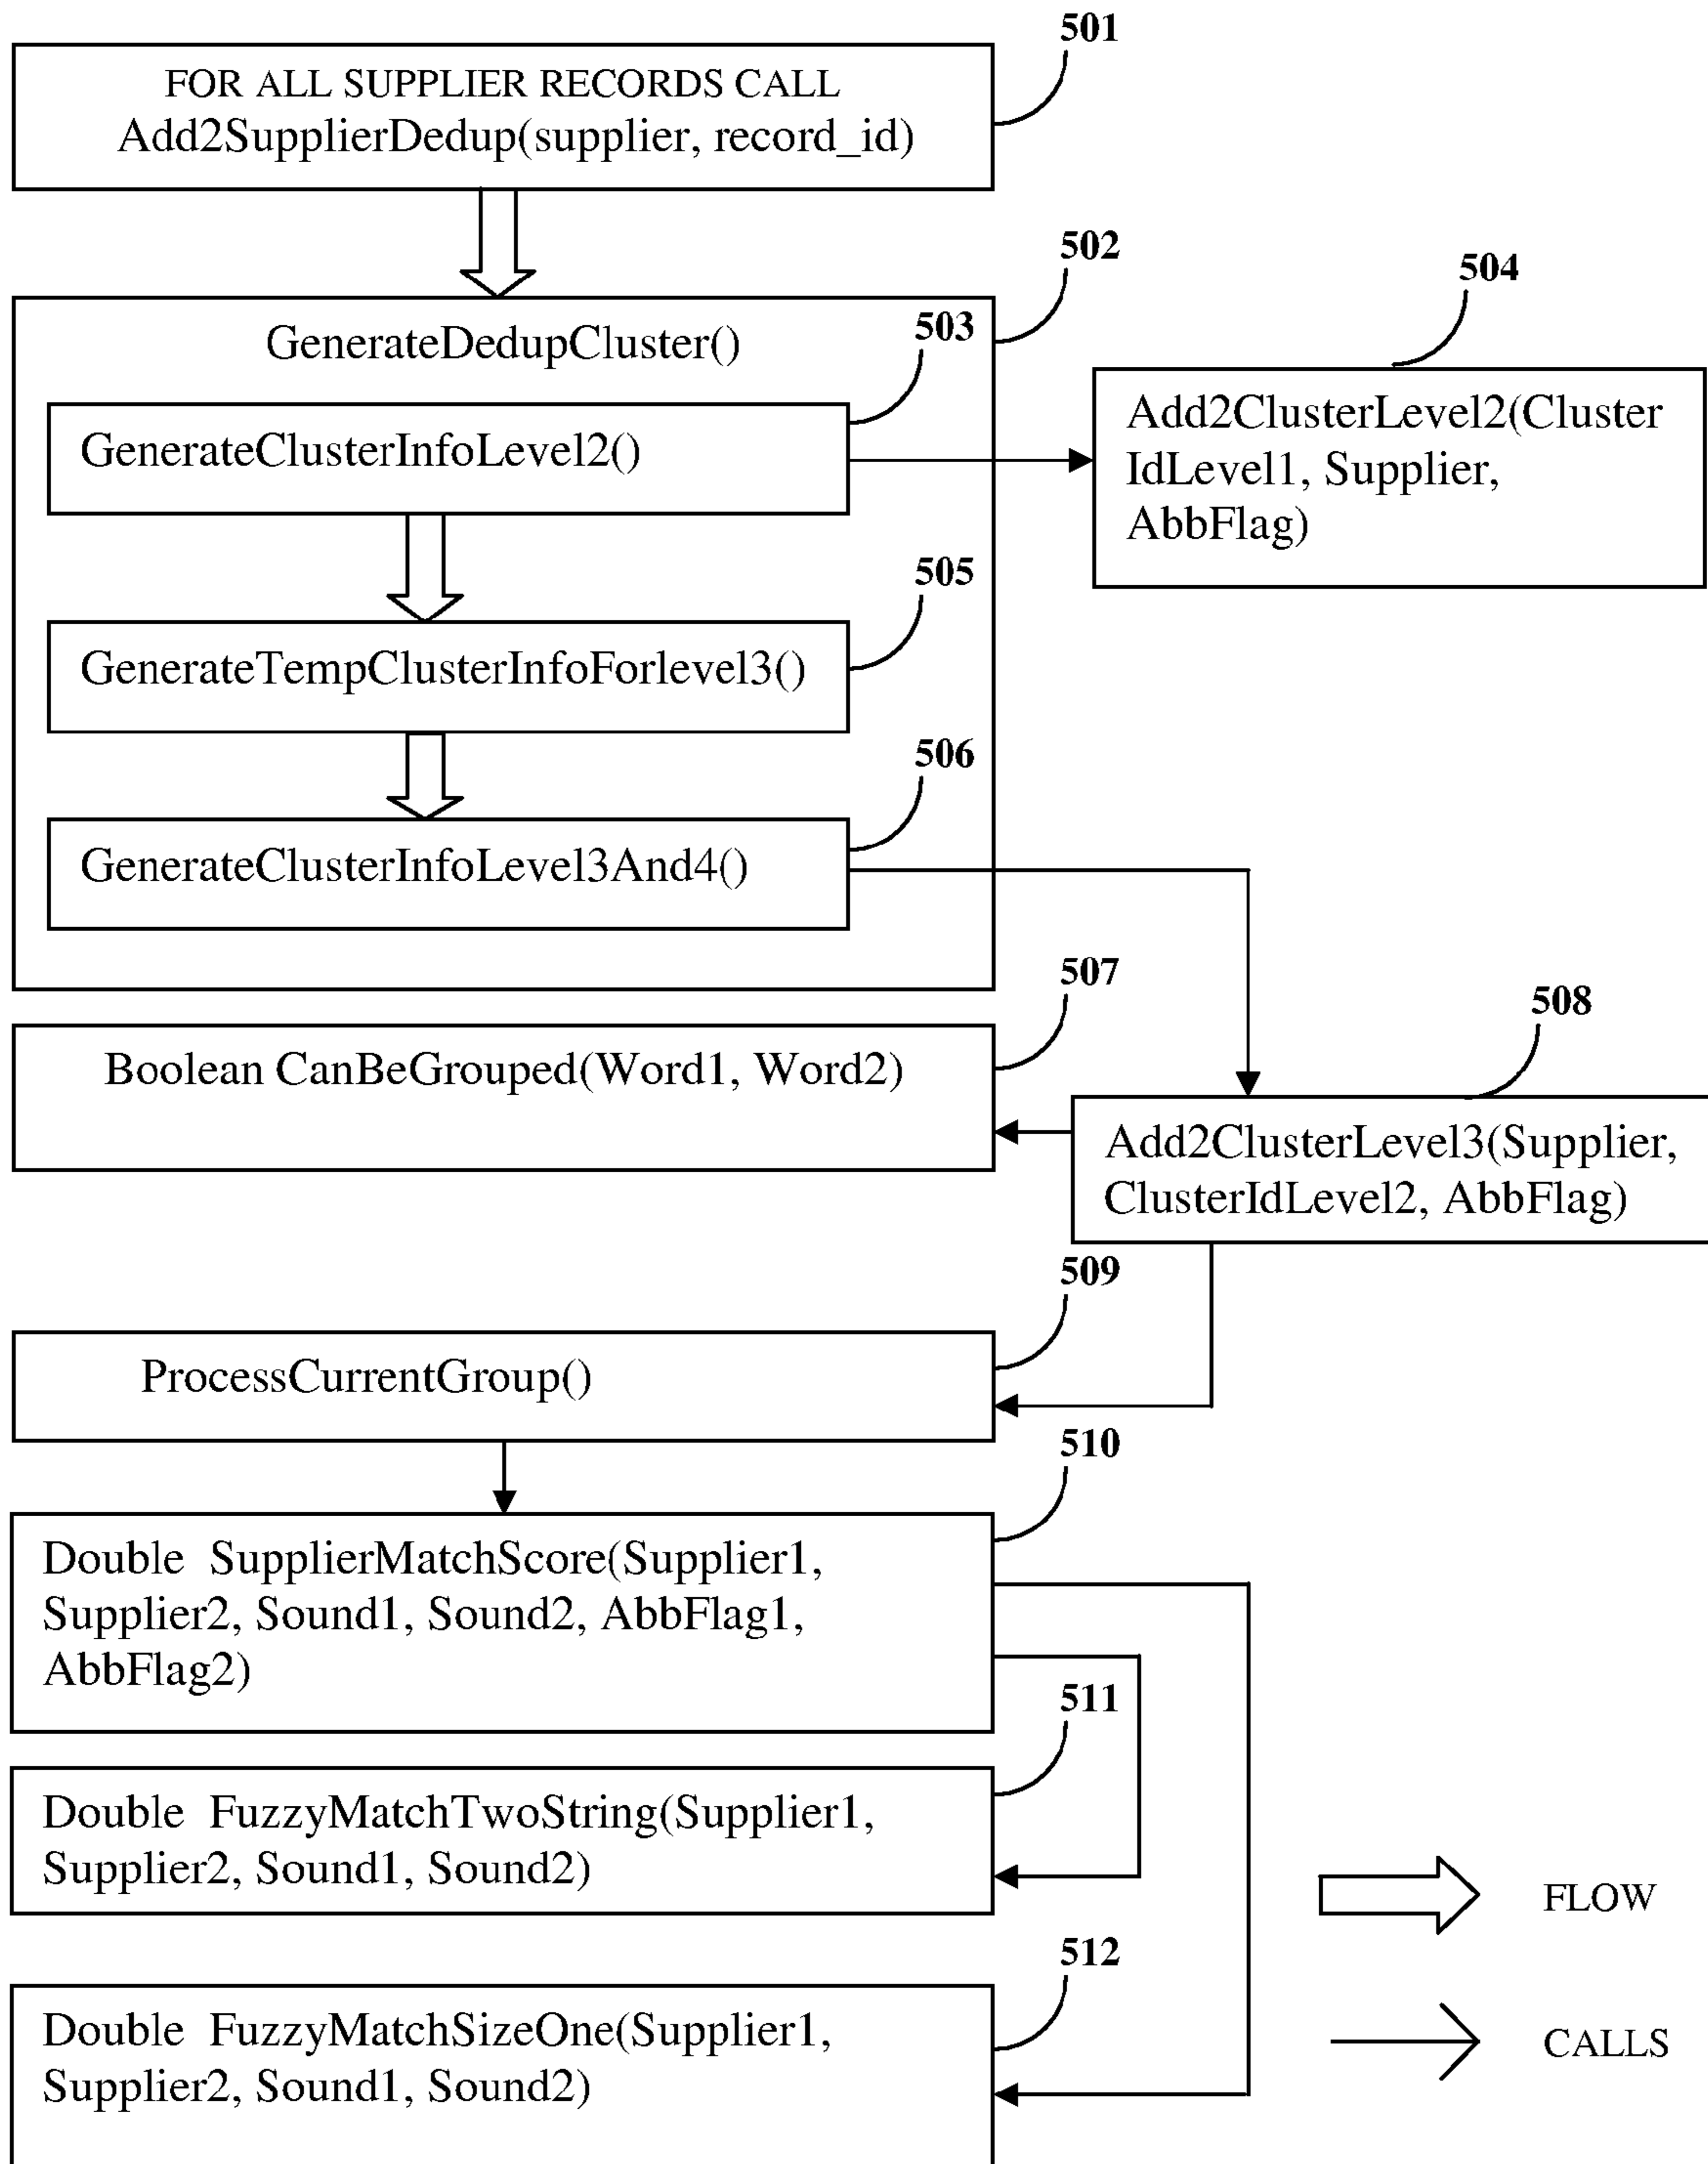 501
FOR ALL SUPPLIER RECORDS CALL
Add2SupplierDedup(supplier, record_id)
502
GenerateDedupCluster()
503
GenerateClusterInfoLevel2()
504
Add2ClusterLevel2(Cluster
IdLevel1, Supplier,
AbbFlag)
505
GenerateTempClusterInfoForlevel3()
506
GenerateClusterInfoLevel3And4()
507
Boolean CanBeGrouped(Word1, Word2)
508
Add2ClusterLevel3(Supplier,
ClusterIdLevel2, AbbFlag)
509
ProcessCurrentGroup()
510
Double SupplierMatchScore(Supplier1,
Supplier2, Sound1, Sound2, AbbFlag1,
AbbFlag2)
511
Double FuzzyMatchTwoString(Supplier1,
Supplier2, Sound1, Sound2)
512
Double FuzzyMatchSizeOne(Supplier1,
Supplier2, Sound1, Sound2)
FLOW
CALLS